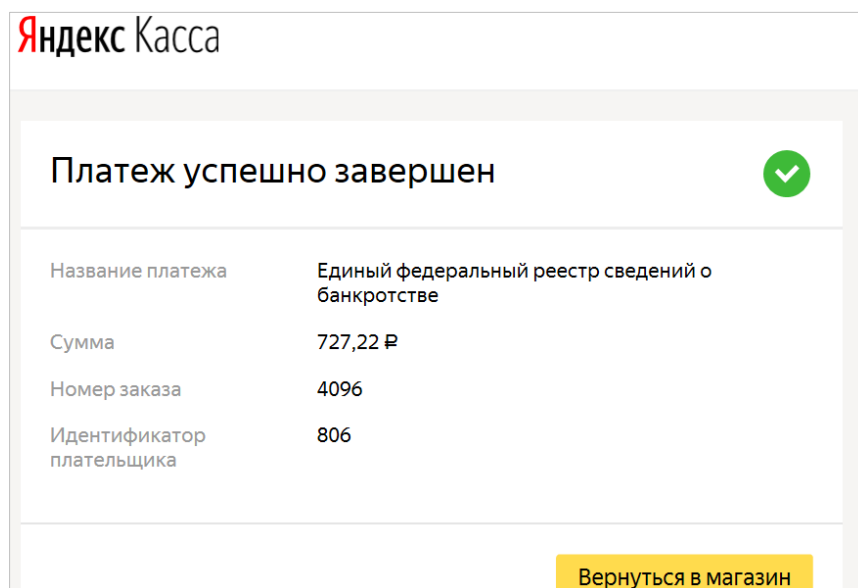 Яндекс Касса
Платеж успешно завершен
Название платежа Единый федеральный реестр сведений о
банкротстве
Сумма 727,22 ₽
Номер заказа 4096
Идентификатор 806
плательщика
Вернуться в магазин